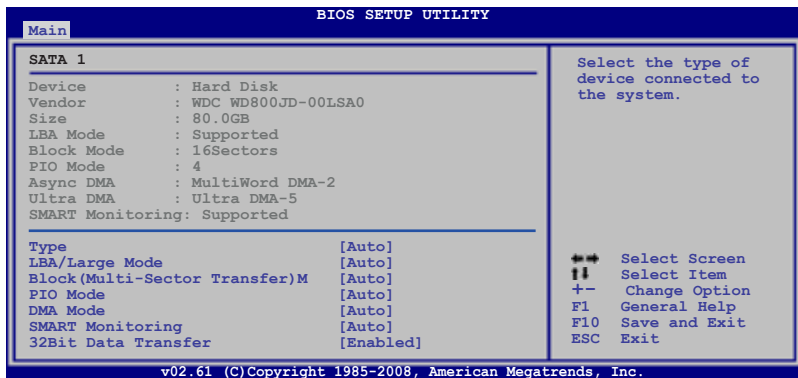 BIOS SETUP UTILITY
Main
SATA 1
Device : Hard Disk
Vendor : WDC WD800JD-00LSA0
Size : 80.0GB
LBA Mode : Supported
Block Mode : 16Sectors
PIO Mode : 4
Async DMA : MultiWord DMA-2
Ultra DMA : Ultra DMA-5
SMART Monitoring: Supported
Type [Auto]
LBA/Large Mode [Auto]
Block(Multi-Sector Transfer)M [Auto]
PIO Mode [Auto]
DMA Mode [Auto]
SMART Monitoring [Auto]
32Bit Data Transfer [Enabled]
Select the type of
device connected to
the system.
Select Screen
Select Item
+- Change Option
F1 General Help
F10 Save and Exit
ESC Exit
v02.61 (C)Copyright 1985-2008, American Megatrends, Inc.